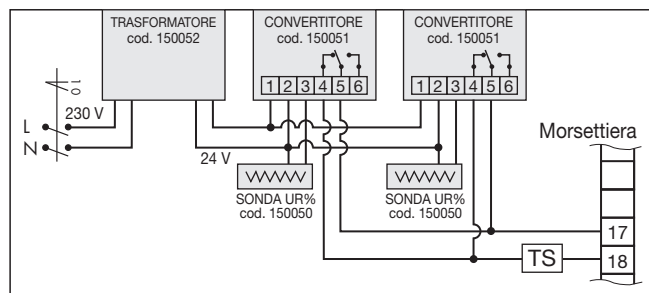 TRASFORMATORE
cod. 150052
CONVERTITORE
cod. 150051
CONVERTITORE
cod. 150051
1 2 3 4 5 6
1 2 3 4 5 6
1
0
230 V
L
N
24 V
SONDA UR%
cod. 150050
SONDA UR%
cod. 150050
Morsettiera
17
18
TS